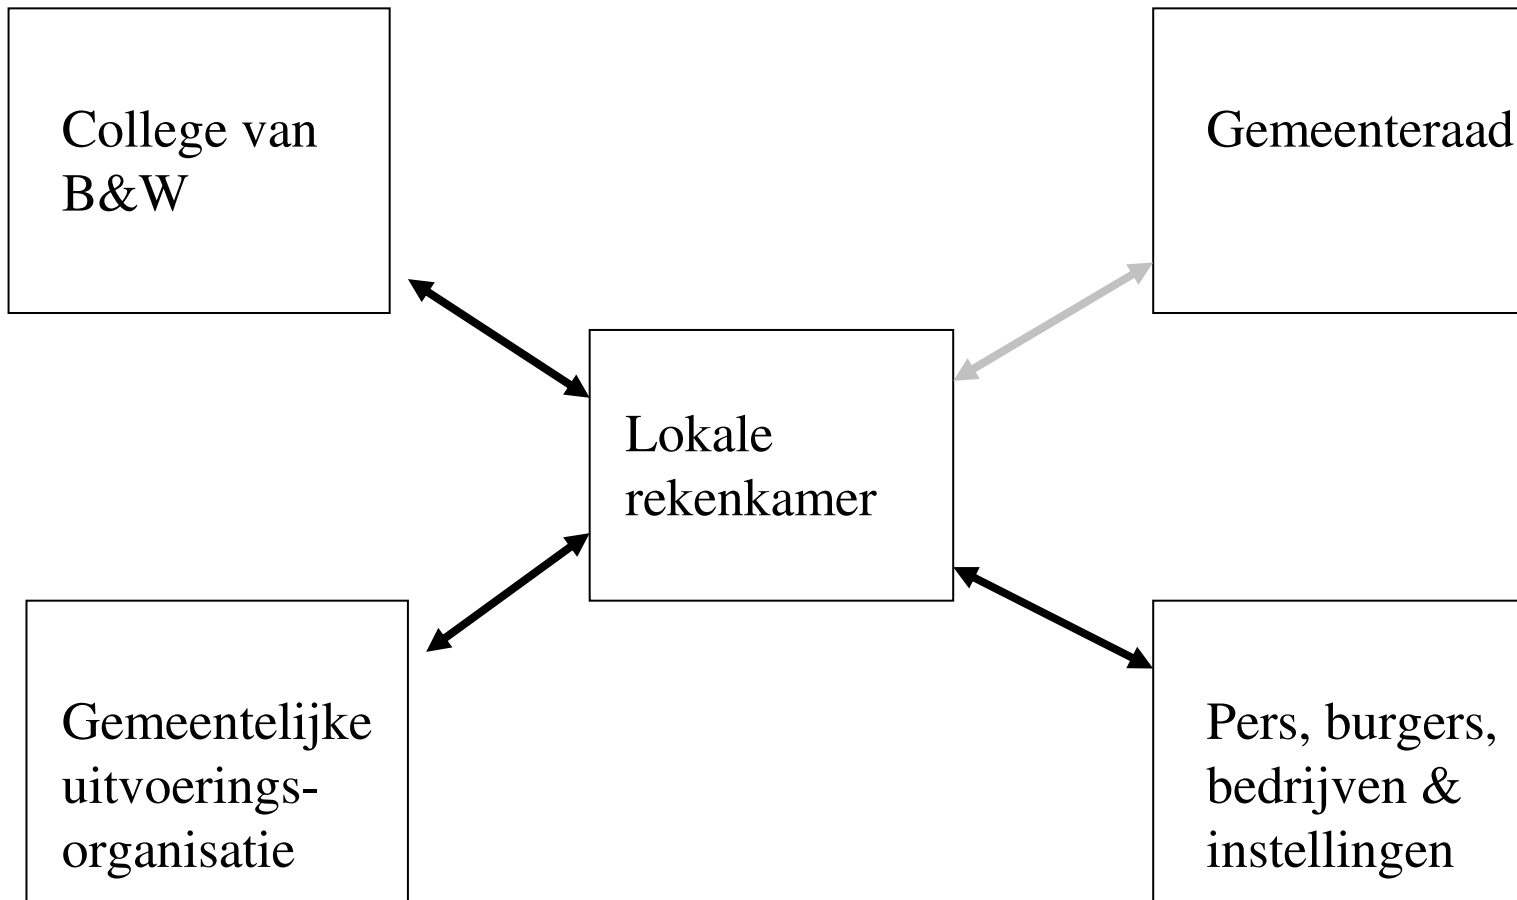 College van
B&W
Gemeenteraad
Lokale
rekenkamer
Gemeentelijke
uitvoerings-
organisatie
Pers, burgers,
bedrijven &
instellingen